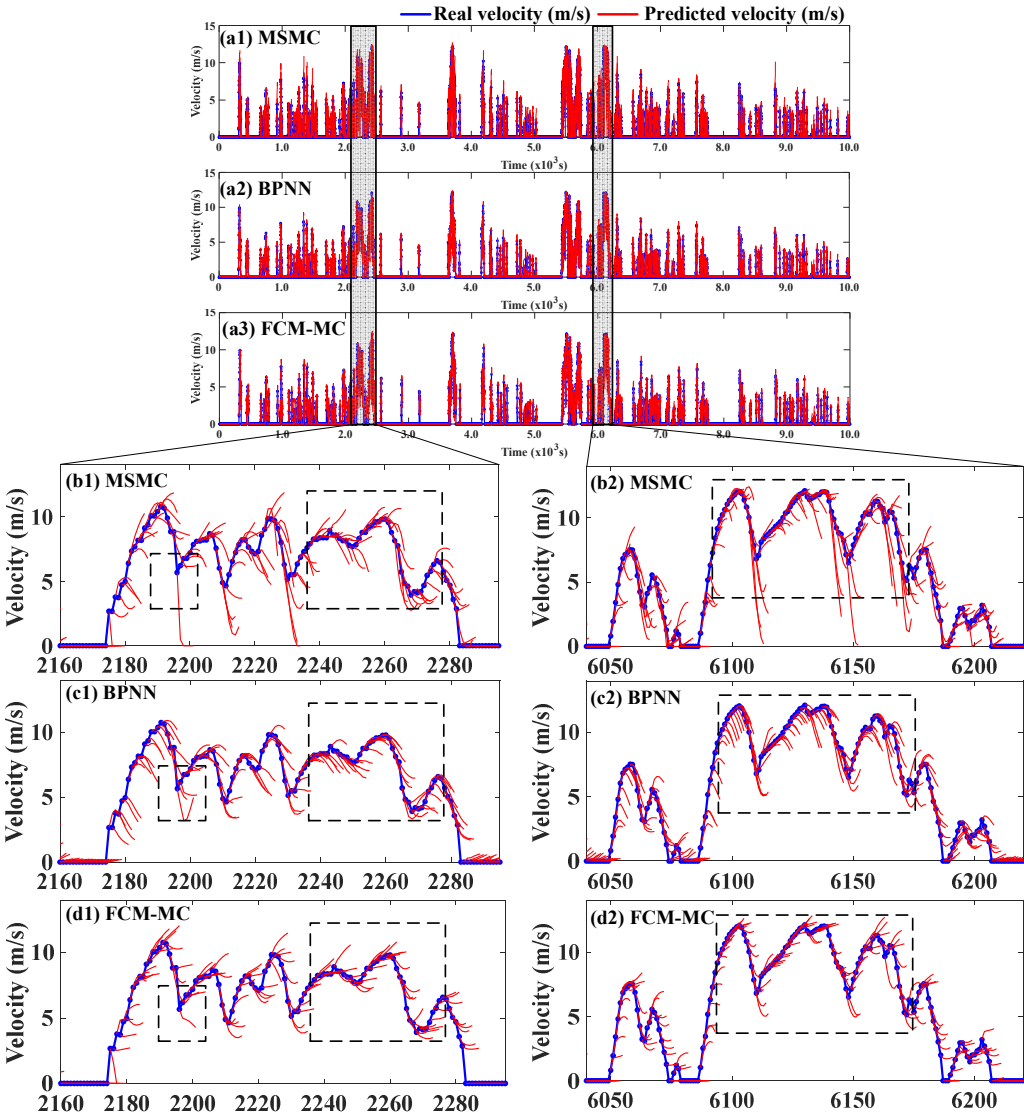 Real velocity (m/s) Predicted velocity (m/s)
(a1) MSMC
Velocity (m/s)
15
10
5
0
0 1.0 2.0 3.0 4.0 5.0 6.0 7.0 8.0 9.0 10.0
Time (x10³s)
(a2) BPNN
Velocity (m/s)
15
10
5
0
0 1.0 2.0 3.0 4.0 5.0 6.0 7.0 8.0 9.0 10.0
Time (x10³s)
(a3) FCM-MC
Velocity (m/s)
15
10
5
0
0 1.0 2.0 3.0 4.0 5.0 6.0 7.0 8.0 9.0 10.0
Time (x10³s)
(b1) MSMC
Velocity (m/s)
10
5
0
2160 2180 2200 2220 2240 2260 2280
(b2) MSMC
Velocity (m/s)
10
5
0
6050 6100 6150 6200
(c1) BPNN
Velocity (m/s)
10
5
0
2160 2180 2200 2220 2240 2260 2280
(c2) BPNN
Velocity (m/s)
10
5
0
6050 6100 6150 6200
(d1) FCM-MC
Velocity (m/s)
10
5
0
2160 2180 2200 2220 2240 2260 2280
(d2) FCM-MC
Velocity (m/s)
10
5
0
6050 6100 6150 6200